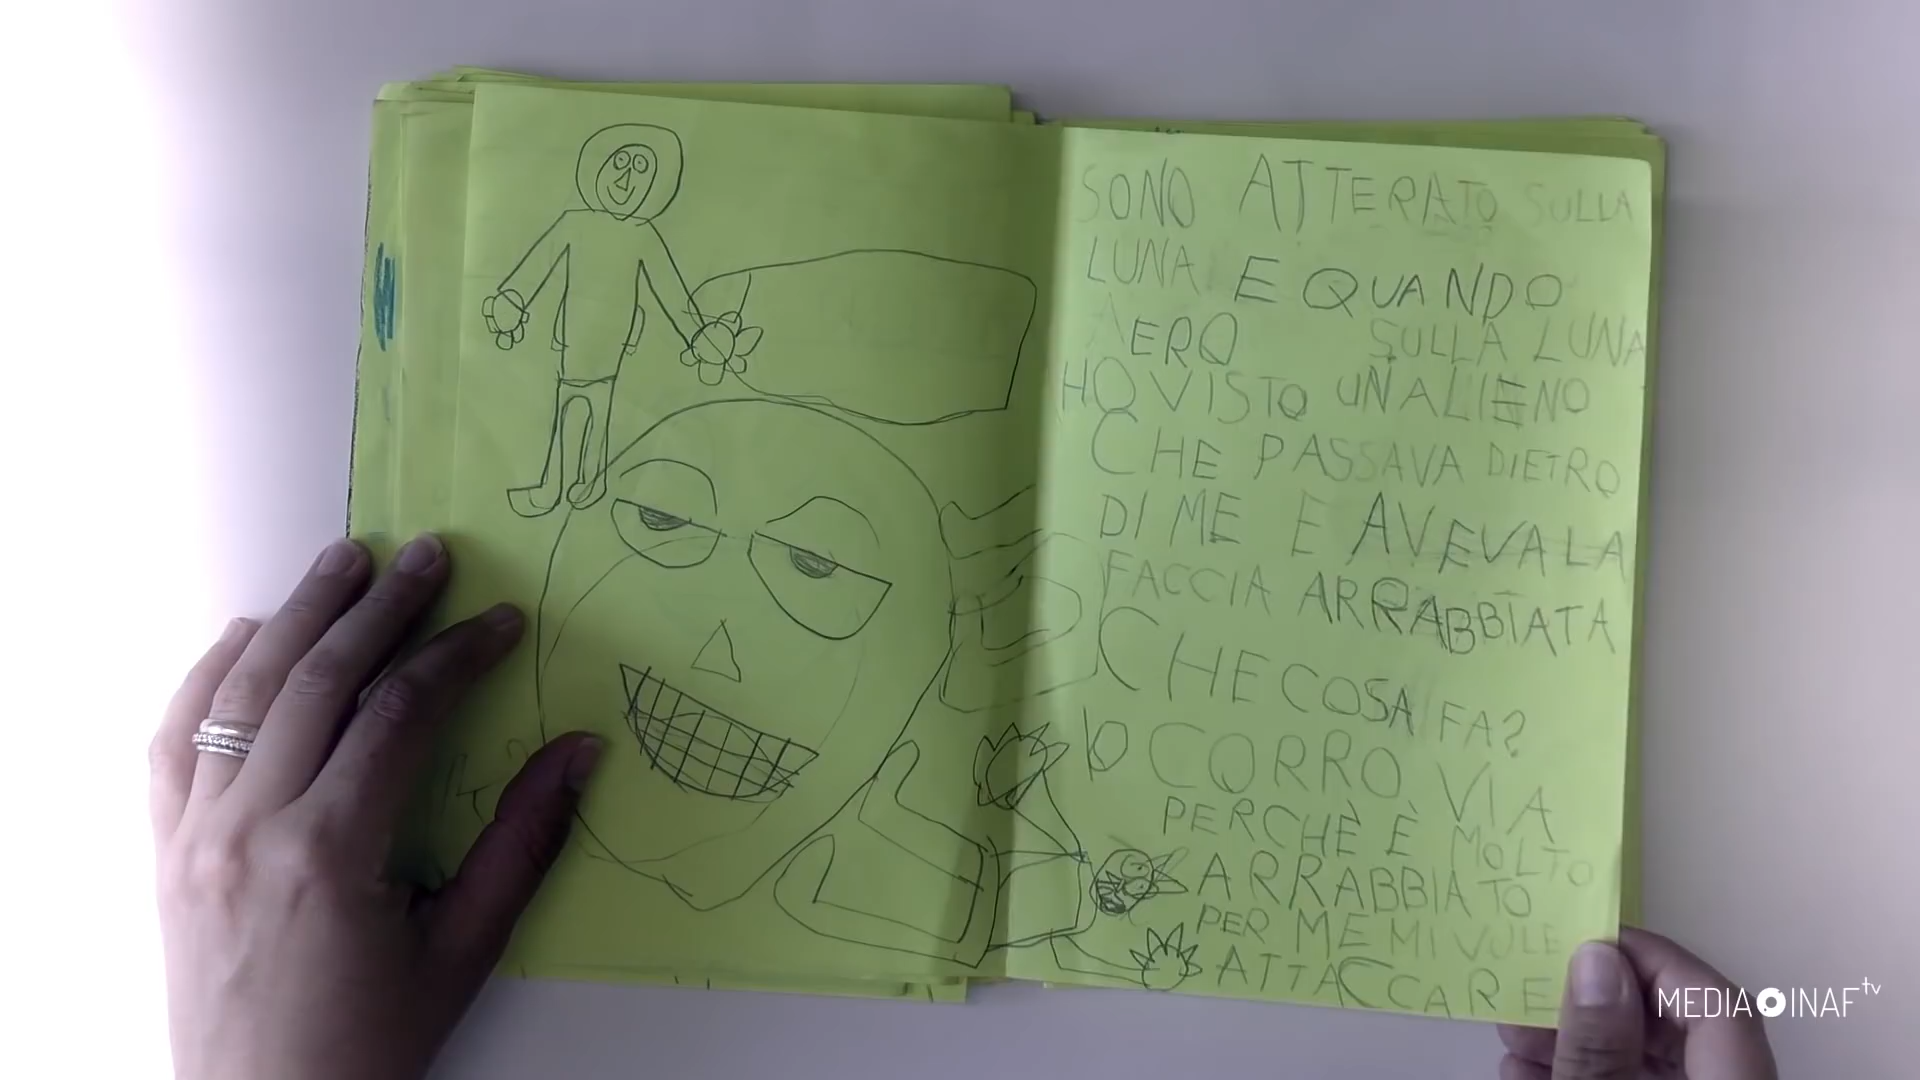 SONO ATTERATO SULLA
LUNA E QUANDO
AERO SULLA LUNA
HO VISTO UN ALIENO
CHE PASSAVA DIETRO
DI ME E AVEVA LA
FACCIA ARRABBIATA
CHE COSA FA?
IO CORRO VIA
PERCHÈ È MOLTO
ARRABBIATO
PER ME MI VULE
ATTACCARE
MEDIA INAF tv